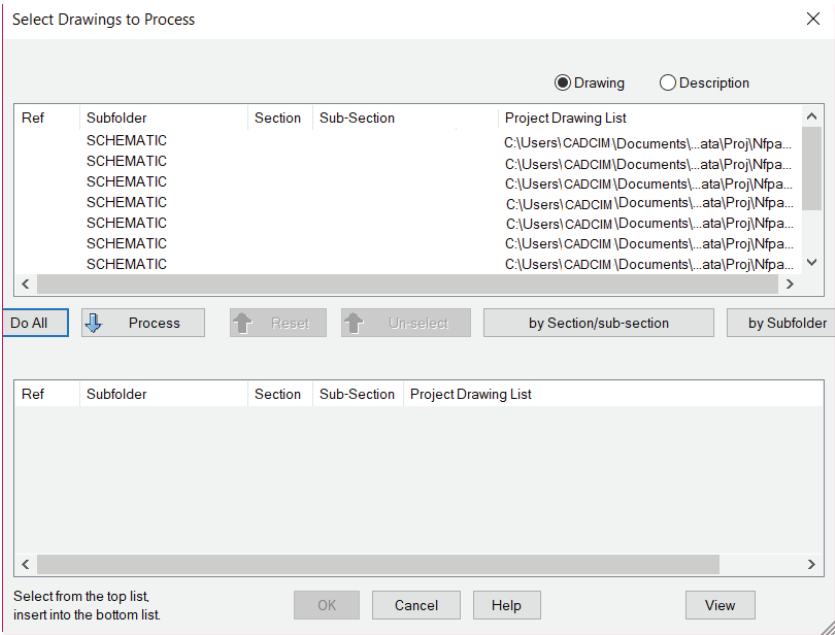 Select Drawings to Process
Drawing Description
Ref Subfolder Section Sub-Section Project Drawing List
SCHEMATIC C:\Users\CADCIM\Documents\...ata\Proj\Nfpa...
SCHEMATIC C:\Users\CADCIM\Documents\...ata\Proj\Nfpa...
SCHEMATIC C:\Users\CADCIM\Documents\...ata\Proj\Nfpa...
SCHEMATIC C:\Users\CADCIM\Documents\...ata\Proj\Nfpa...
SCHEMATIC C:\Users\CADCIM\Documents\...ata\Proj\Nfpa...
SCHEMATIC C:\Users\CADCIM\Documents\...ata\Proj\Nfpa...
SCHEMATIC C:\Users\CADCIM\Documents\...ata\Proj\Nfpa...
Do All Process Reset Un-select by Section/sub-section by Subfolder
Ref Subfolder Section Sub-Section Project Drawing List
Select from the top list,
insert into the bottom list.
OK Cancel Help View